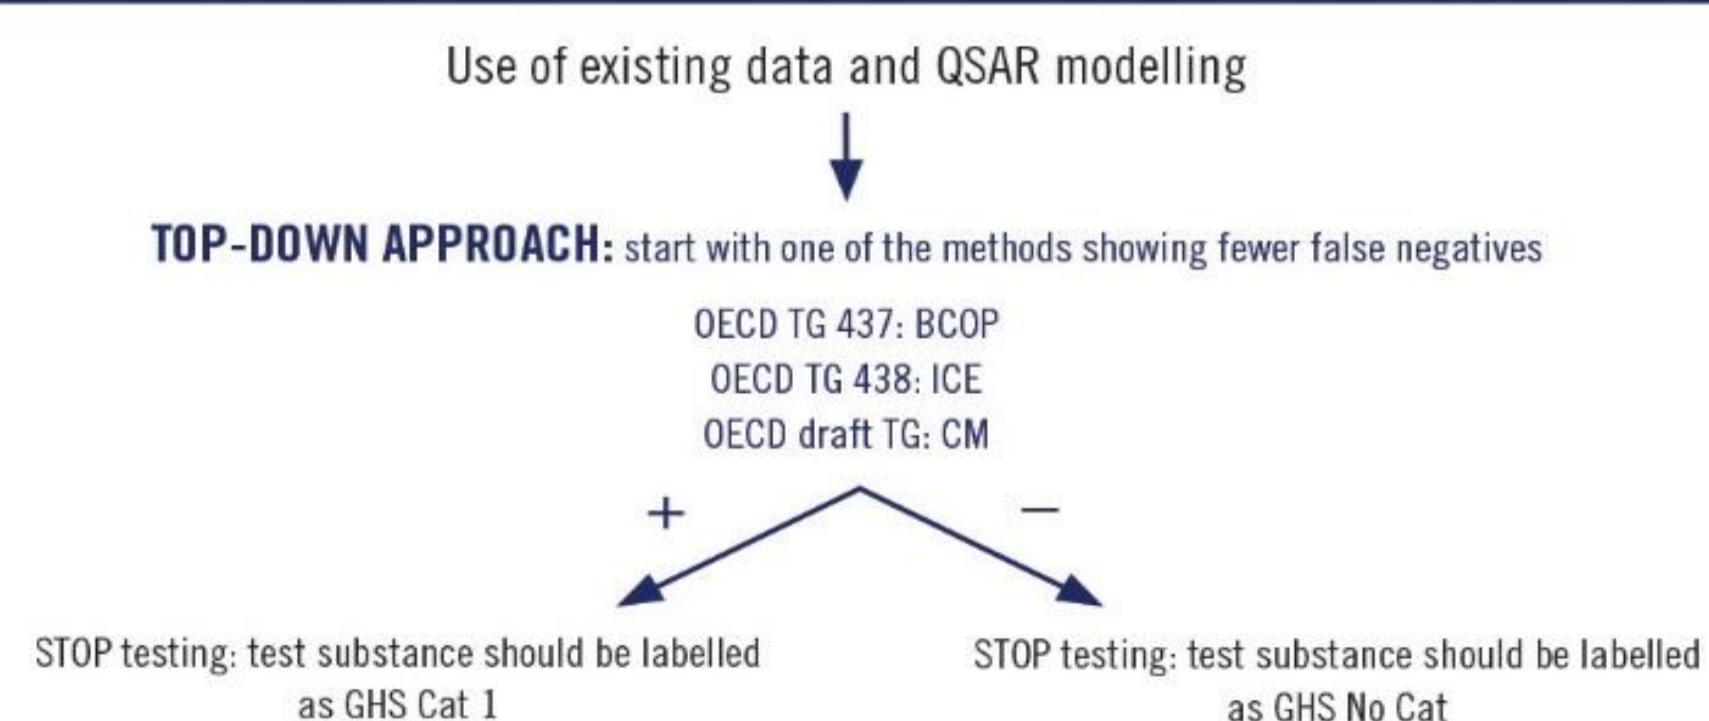 Use of existing data and QSAR modelling
TOP-DOWN APPROACH: start with one of the methods showing fewer false negatives
OECD TG 437: BCOP
OECD TG 438: ICE
OECD draft TG: CM
+
—
STOP testing: test substance should be labelled
as GHS Cat 1
STOP testing: test substance should be labelled
as GHS No Cat